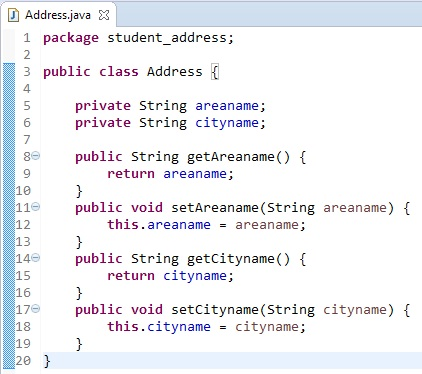 Address.java
1 package student_address;
2
3 public class Address {
4
5     private String areaname;
6     private String cityname;
7
8     public String getAreaname() {
9         return areaname;
10     }
11     public void setAreaname(String areaname) {
12         this.areaname = areaname;
13     }
14     public String getCityname() {
15         return cityname;
16     }
17     public void setCityname(String cityname) {
18         this.cityname = cityname;
19     }
20 }